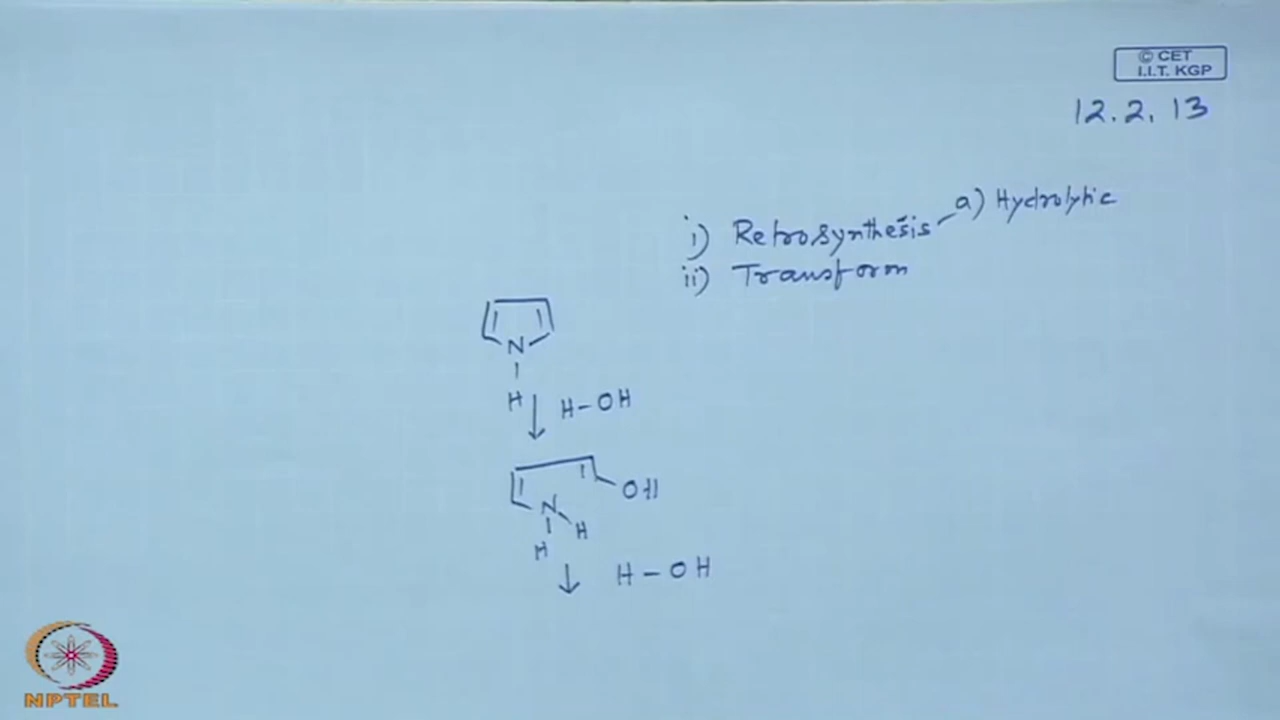 © CET
I.I.T. KGP
12.2.13
a) Hydrolytic
i) Retrosynthesis
ii) Transform
N
H
H-OH
OH
N
H
H
H-OH
NPTEL